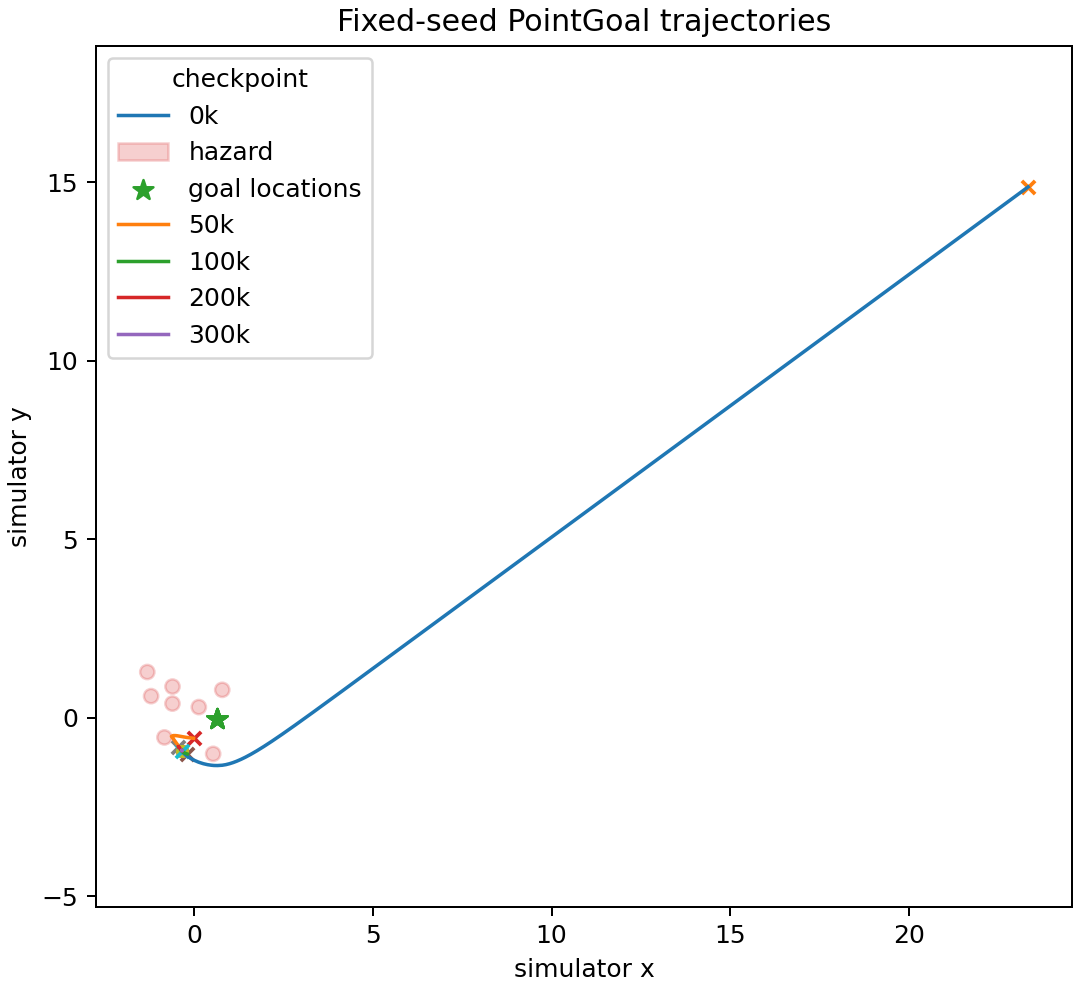 Fixed-seed PointGoal trajectories
checkpoint
0k
hazard
goal locations
50k
100k
200k
300k
15
10
5
0
−5
simulator y
0
5
10
15
20
simulator x